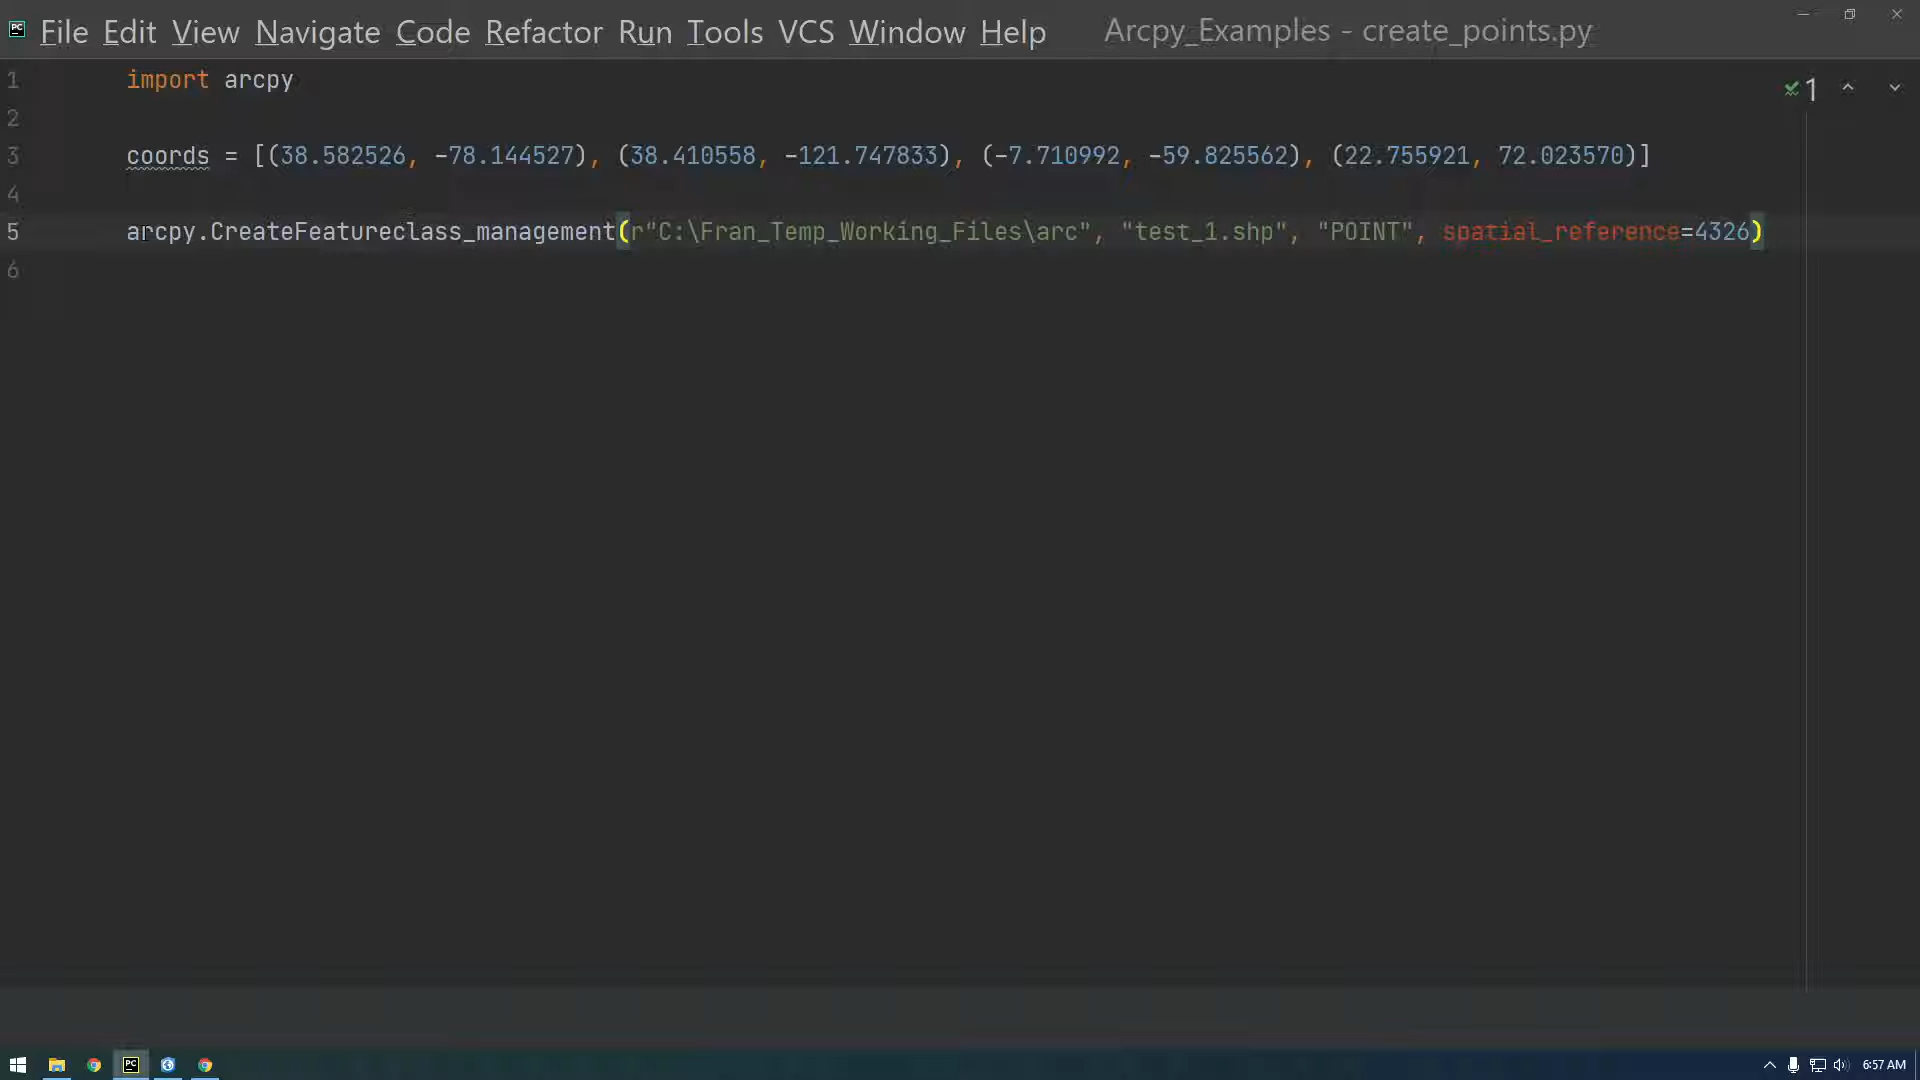 File Edit View Navigate Code Refactor Run Tools VCS Window Help Arcpy_Examples - create_points.py
1 import arcpy
2
3 coords = [(38.582526, -78.144527), (38.410558, -121.747833), (-7.710992, -59.825562), (22.755921, 72.023570)]
4
5 arcpy.CreateFeatureclass_management(r"C:\Fran_Temp_Working_Files\arc", "test_1.shp", "POINT", spatial_reference=4326)
6
1
PC
PC
6:57 AM